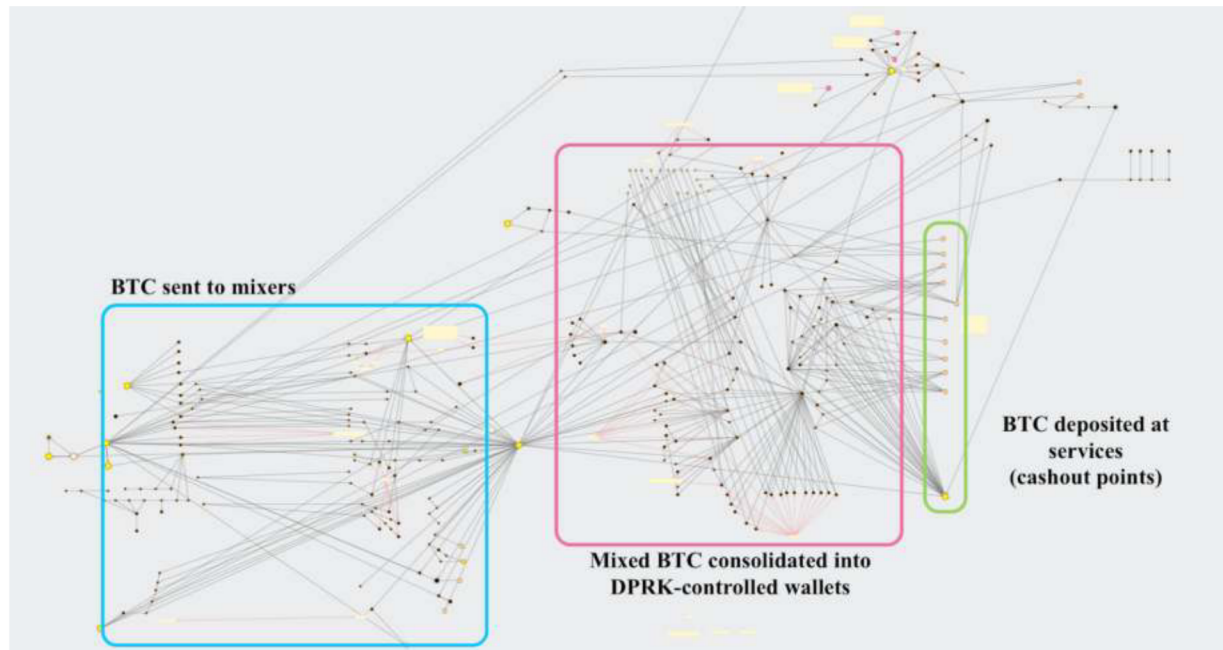 BTC sent to mixers
BTC deposited at
services
(cashout points)
Mixed BTC consolidated into
DPRK-controlled wallets